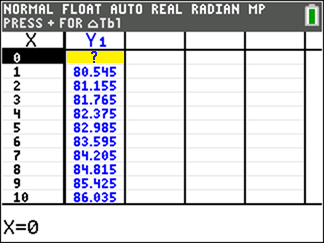 NORMAL FLOAT AUTO REAL RADIAN MP
PRESS + FOR △Tbl
X Y1
0 ?
1 80.545
2 81.155
3 81.765
4 82.375
5 82.985
6 83.595
7 84.205
8 84.815
9 85.425
10 86.035
X=0